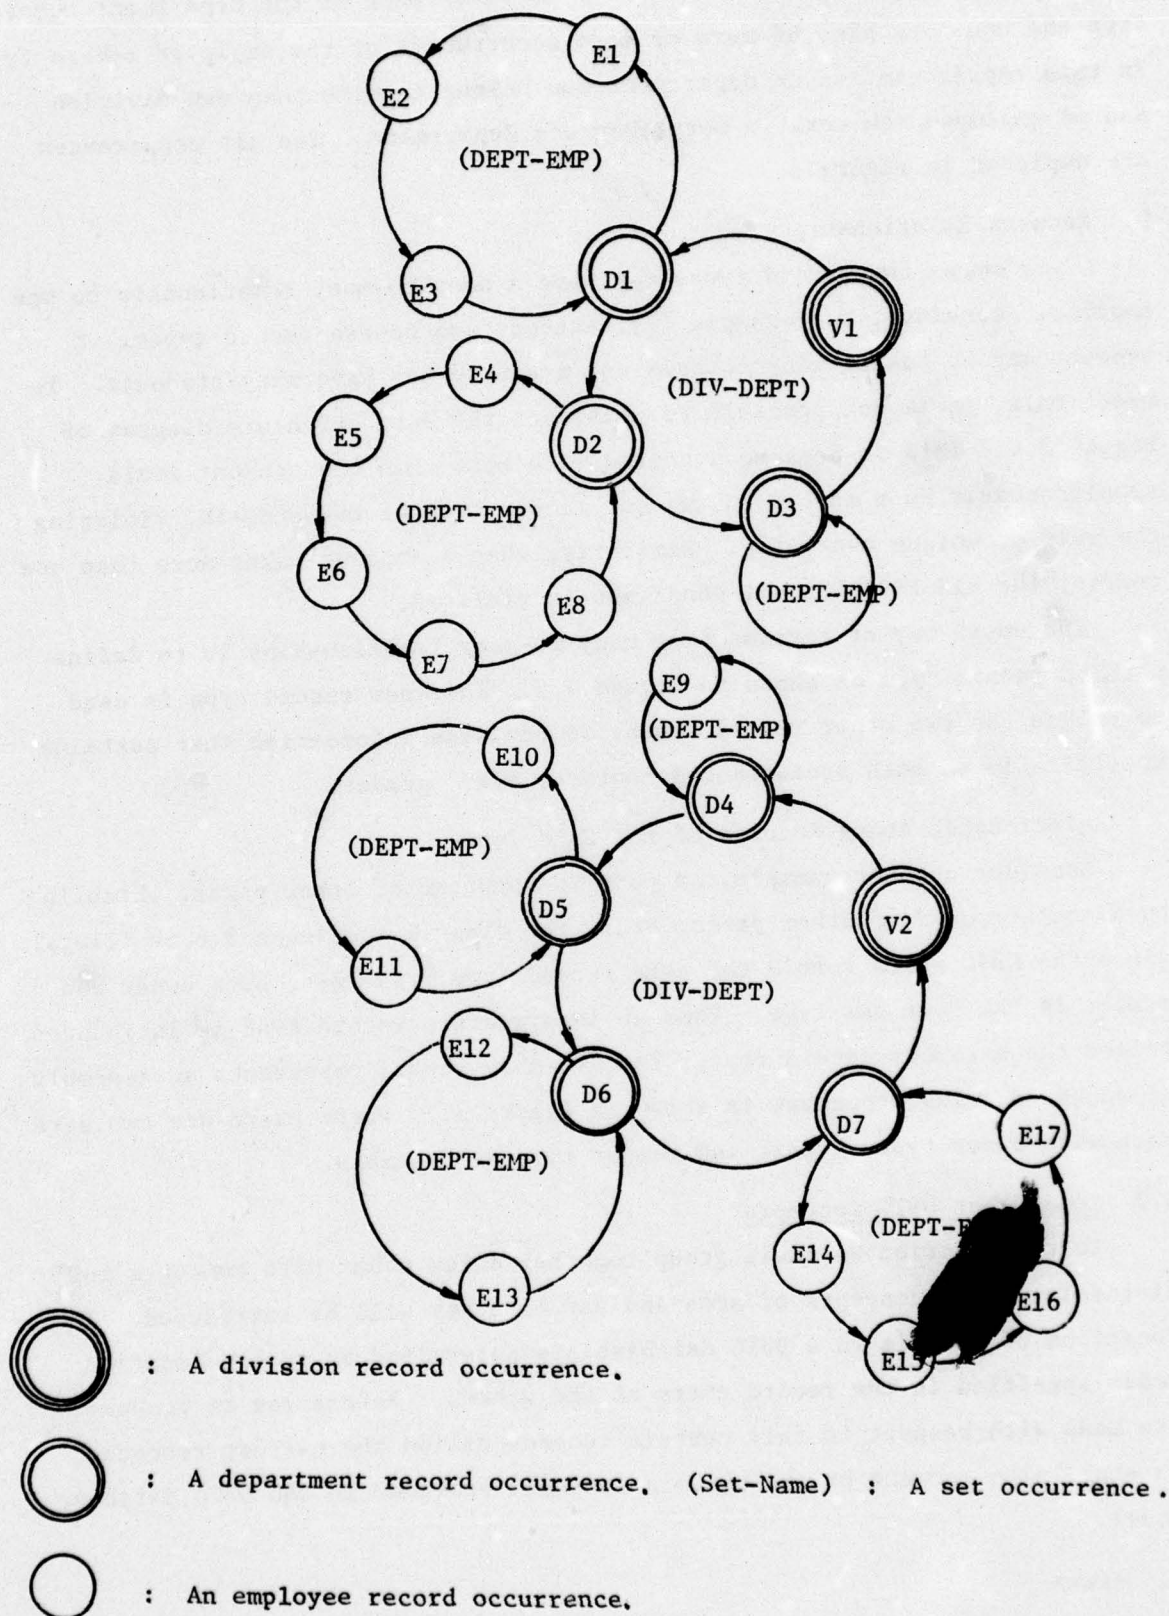 E1
E2
(DEPT-EMP)
E3
D1
V1
E4
(DIV-DEPT)
E5
D2
(DEPT-EMP)
D3
E6
E8
(DEPT-EMP)
E7
E9
(DEPT-EMP)
E10
D4
(DEPT-EMP)
D5
V2
E11
(DIV-DEPT)
E12
D6
D7
E17
(DEPT-EMP)
(DEPT-E
E14
E13
E16
E15
: A division record occurrence.
: A department record occurrence. (Set-Name) : A set occurrence.
: An employee record occurrence.